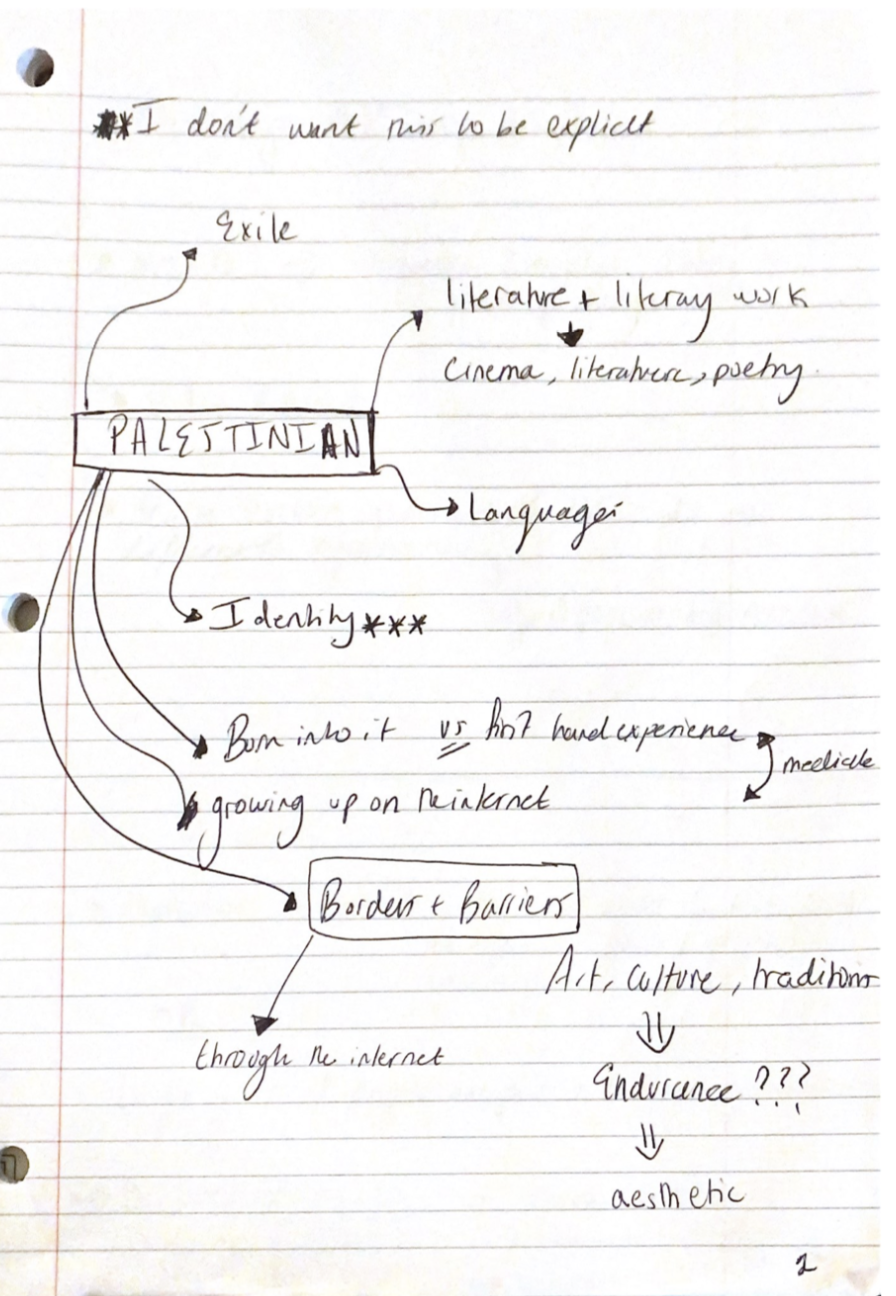 **I don't want this to be explicit
Exile
literature + literary work
cinema, literature, poetry.
PALESTINIAN
Languages
Identity ***
Born into it vs first hand experience
mediate
growing up on the internet
Borders + Barriers
Art, culture, traditions
through the internet
Endurance ???
aesthetic
2